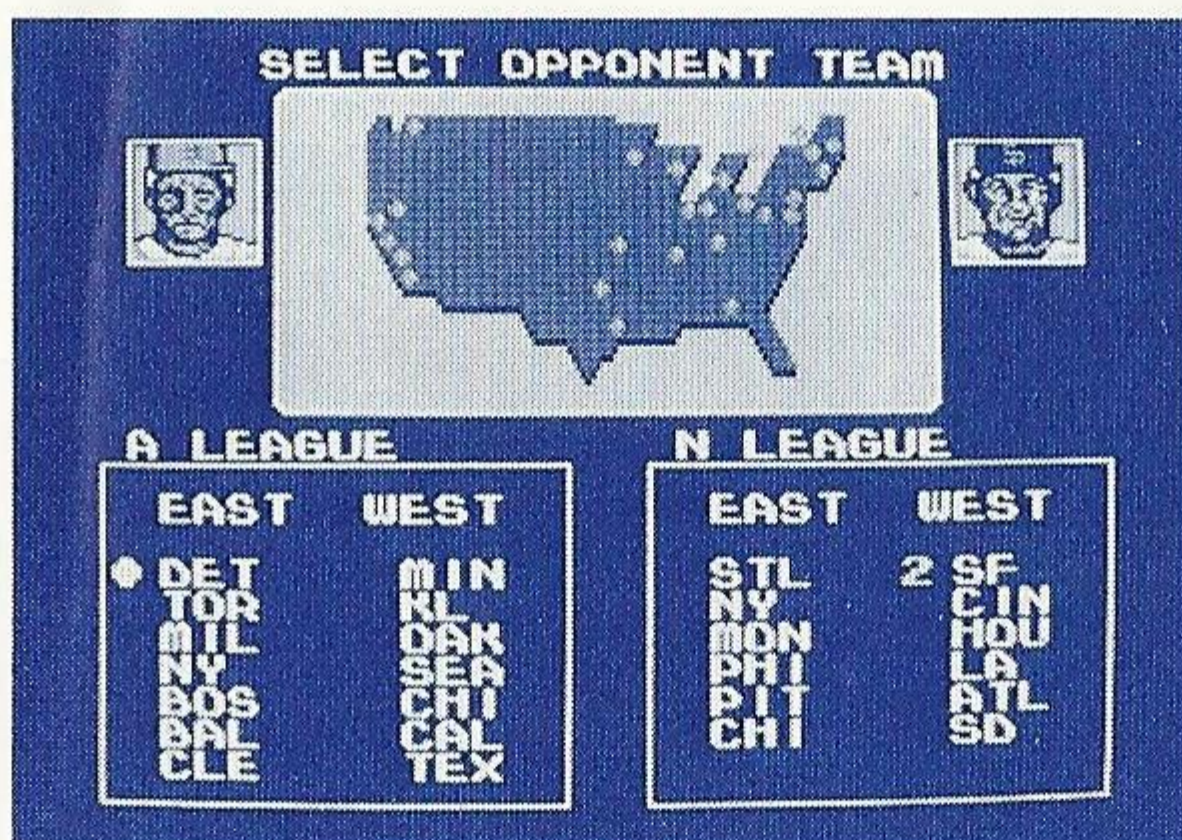 SELECT OPPONENT TEAM
A LEAGUE
EAST WEST
DET MIN
TOR KC
MIL OAK
NY SEA
BOS CHI
BAL CAL
CLE TEX
N LEAGUE
EAST WEST
STL 2 SF
NY CIN
MON HOU
PHI LA
PIT ATL
CHI SD